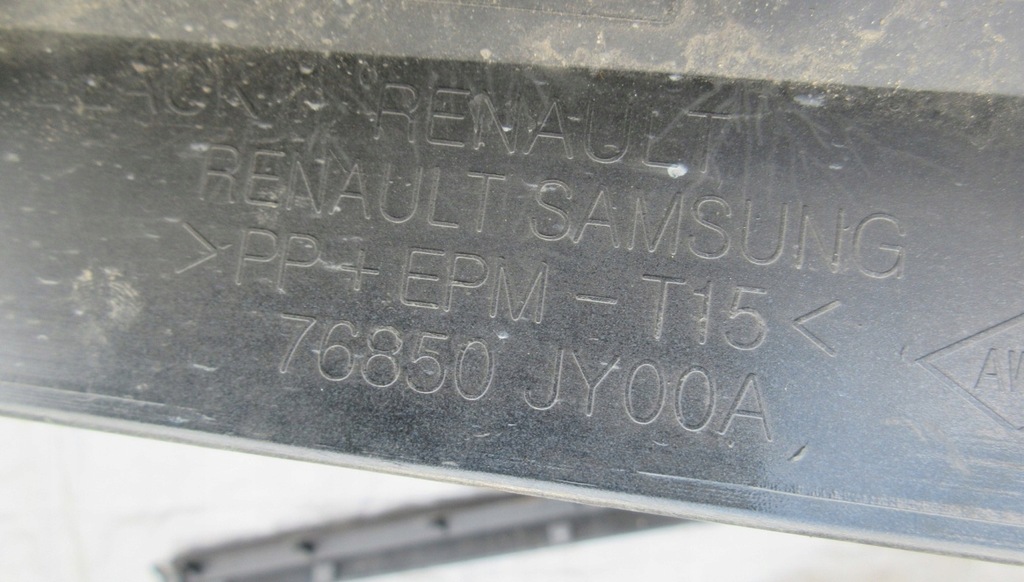 RENAULT
RENAULT SAMSUNG
>PP + EPM - T15<
76850 JY00A